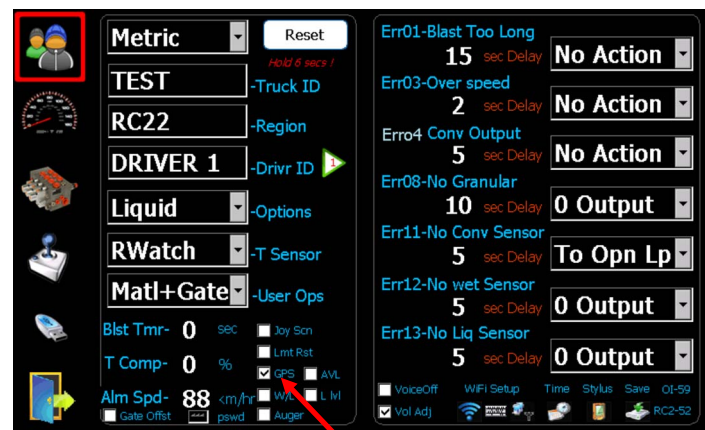 Metric
Reset
Hold 6 secs !
TEST -Truck ID
RC22 -Region
DRIVER 1 -Drivr ID 1
Liquid -Options
RWatch -T Sensor
Matl+Gate -User Ops
Blst Tmr- 0 sec Joy Scn
Lmt Rst
T Comp- 0 % GPS AVL
Alm Spd- 88 <m/hr W/L L lvl
Gate Offst pswd Auger
Err01-Blast Too Long
15 sec Delay No Action
Err03-Over speed
2 sec Delay No Action
Erro4 Conv Output
5 sec Delay No Action
Err08-No Granular
10 sec Delay 0 Output
Err11-No Conv Sensor
5 sec Delay To Opn Lp
Err12-No wet Sensor
5 sec Delay 0 Output
Err13-No Liq Sensor
5 sec Delay 0 Output
VoiceOff WiFi Setup Time Stylus Save OI-59
Vol Adj RC2-52